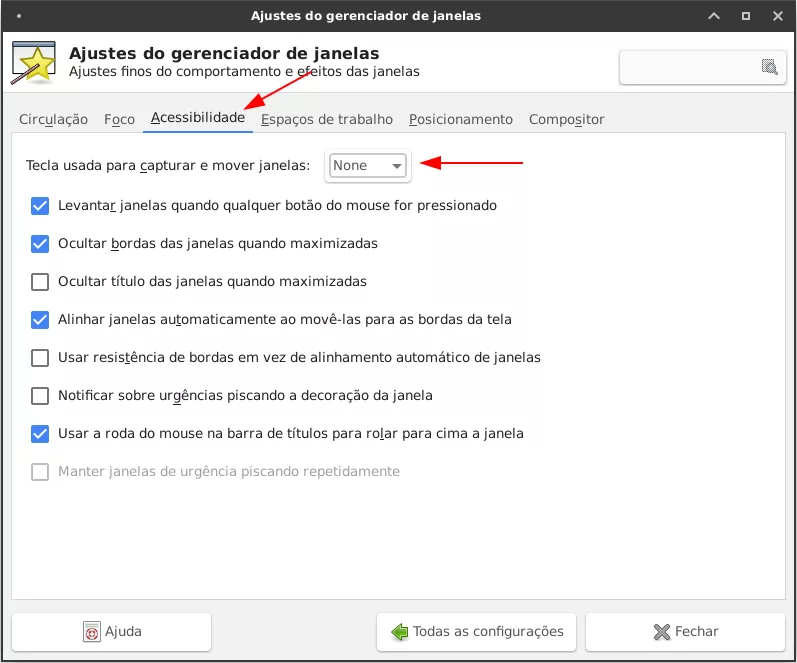 Ajustes do gerenciador de janelas
Ajustes do gerenciador de janelas
Ajustes finos do comportamento e efeitos das janelas
Circulação Foco Acessibilidade Espaços de trabalho Posicionamento Compositor
Tecla usada para capturar e mover janelas: None
Levantar janelas quando qualquer botão do mouse for pressionado
Ocultar bordas das janelas quando maximizadas
Ocultar título das janelas quando maximizadas
Alinhar janelas automaticamente ao movê-las para as bordas da tela
Usar resistência de bordas em vez de alinhamento automático de janelas
Notificar sobre urgências piscando a decoração da janela
Usar a roda do mouse na barra de títulos para rolar para cima a janela
Manter janelas de urgência piscando repetidamente
Ajuda Todas as configurações Fechar